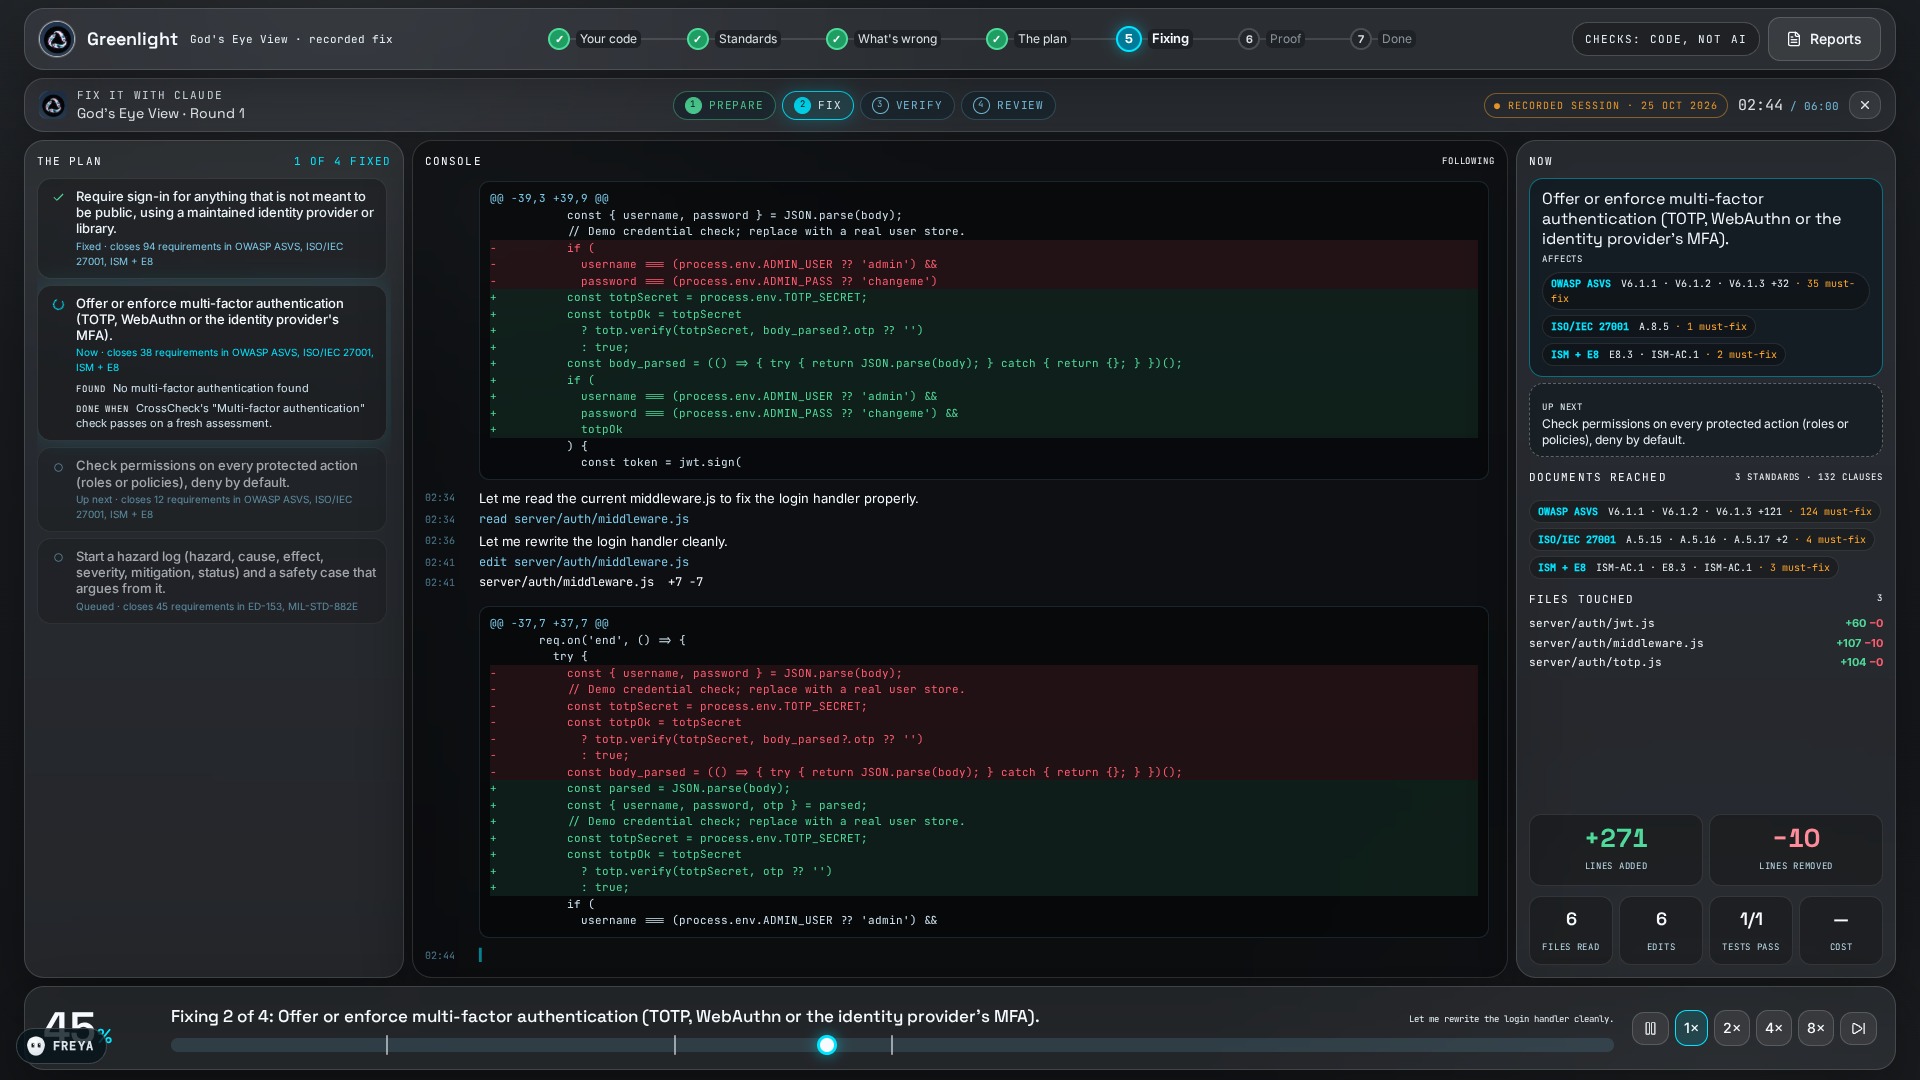 Greenlight
God's Eye View · recorded fix
Your code
Standards
What's wrong
The plan
5 Fixing
6 Proof
7 Done
CHECKS: CODE, NOT AI
Reports
FIX IT WITH CLAUDE
God's Eye View · Round 1
1 PREPARE
2 FIX
3 VERIFY
4 REVIEW
RECORDED SESSION · 25 OCT 2026
02:44 / 06:00
THE PLAN
1 OF 4 FIXED
Require sign-in for anything that is not meant to
be public, using a maintained identity provider or
library.
Fixed · closes 94 requirements in OWASP ASVS, ISO/IEC
27001, ISM + E8
Offer or enforce multi-factor authentication
(TOTP, WebAuthn or the identity provider's
MFA).
Now · closes 38 requirements in OWASP ASVS, ISO/IEC 27001,
ISM + E8
FOUND No multi-factor authentication found
DONE WHEN CrossCheck's "Multi-factor authentication"
check passes on a fresh assessment.
Check permissions on every protected action
(roles or policies), deny by default.
Up next · closes 12 requirements in OWASP ASVS, ISO/IEC
27001, ISM + E8
Start a hazard log (hazard, cause, effect,
severity, mitigation, status) and a safety case that
argues from it.
Queued · closes 45 requirements in ED-153, MIL-STD-882E
CONSOLE
FOLLOWING
@@ -39,3 +39,9 @@
const { username, password } = JSON.parse(body);
// Demo credential check; replace with a real user store.
- if (
- username === (process.env.ADMIN_USER ?? 'admin') &&
- password === (process.env.ADMIN_PASS ?? 'changeme')
+ const totpSecret = process.env.TOTP_SECRET;
+ const totpOk = totpSecret
+ ? totp.verify(totpSecret, body_parsed?.otp ?? '')
+ : true;
+ const body_parsed = (() => { try { return JSON.parse(body); } catch { return {}; } })();
+ if (
+ username === (process.env.ADMIN_USER ?? 'admin') &&
+ password === (process.env.ADMIN_PASS ?? 'changeme') &&
+ totpOk
) {
const token = jwt.sign(
02:34 Let me read the current middleware.js to fix the login handler properly.
02:34 read server/auth/middleware.js
02:36 Let me rewrite the login handler cleanly.
02:41 edit server/auth/middleware.js
02:41 server/auth/middleware.js +7 -7
@@ -37,7 +37,7 @@
req.on('end', () => {
try {
- const { username, password } = JSON.parse(body);
- // Demo credential check; replace with a real user store.
- const totpSecret = process.env.TOTP_SECRET;
- const totpOk = totpSecret
- ? totp.verify(totpSecret, body_parsed?.otp ?? '')
- : true;
- const body_parsed = (() => { try { return JSON.parse(body); } catch { return {}; } })();
+ const parsed = JSON.parse(body);
+ const { username, password, otp } = parsed;
+ // Demo credential check; replace with a real user store.
+ const totpSecret = process.env.TOTP_SECRET;
+ const totpOk = totpSecret
+ ? totp.verify(totpSecret, otp ?? '')
+ : true;
if (
username === (process.env.ADMIN_USER ?? 'admin') &&
02:44
NOW
Offer or enforce multi-factor
authentication (TOTP, WebAuthn or the
identity provider's MFA).
AFFECTS
OWASP ASVS V6.1.1 · V6.1.2 · V6.1.3 +32 · 35 must-
fix
ISO/IEC 27001 A.8.5 · 1 must-fix
ISM + E8 E8.3 · ISM-AC.1 · 2 must-fix
UP NEXT
Check permissions on every protected action (roles or
policies), deny by default.
DOCUMENTS REACHED
3 STANDARDS · 132 CLAUSES
OWASP ASVS V6.1.1 · V6.1.2 · V6.1.3 +121 · 124 must-fix
ISO/IEC 27001 A.5.15 · A.5.16 · A.5.17 +2 · 4 must-fix
ISM + E8 ISM-AC.1 · E8.3 · ISM-AC.1 · 3 must-fix
FILES TOUCHED
3
server/auth/jwt.js +60 −0
server/auth/middleware.js +107 −10
server/auth/totp.js +104 −0
+271
LINES ADDED
−10
LINES REMOVED
6
FILES READ
6
EDITS
1/1
TESTS PASS
—
COST
45%
FREYA
Fixing 2 of 4: Offer or enforce multi-factor authentication (TOTP, WebAuthn or the identity provider's MFA).
Let me rewrite the login handler cleanly.
1×
2×
4×
8×